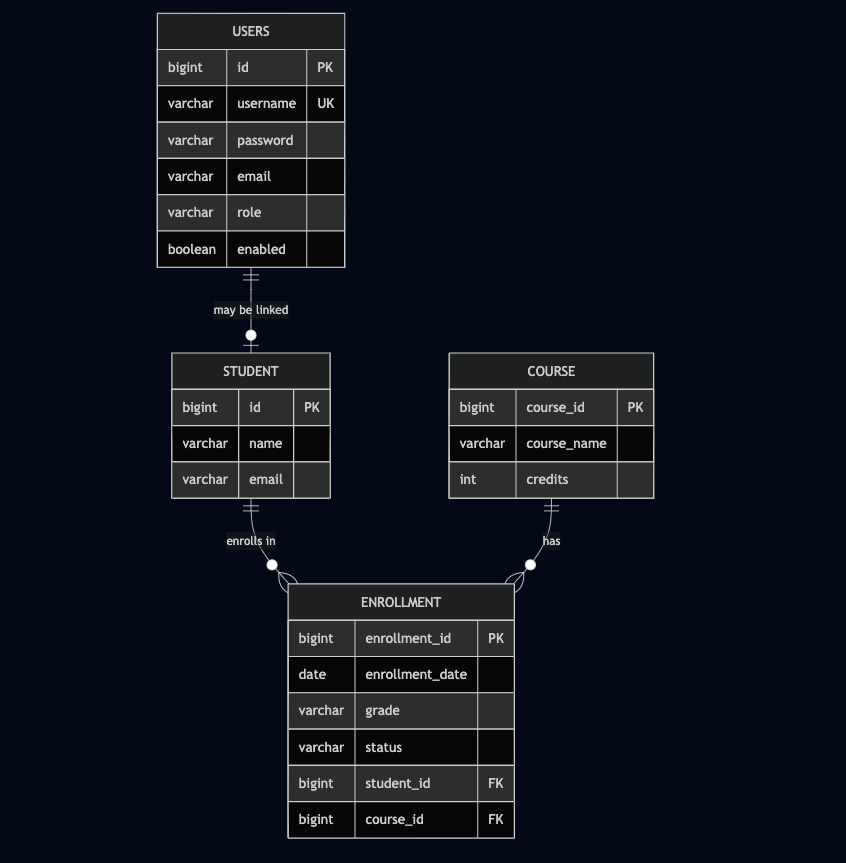 USERS
bigint id PK
varchar username UK
varchar password
varchar email
varchar role
boolean enabled
may be linked
STUDENT
bigint id PK
varchar name
varchar email
COURSE
bigint course_id PK
varchar course_name
int credits
enrolls in
has
ENROLLMENT
bigint enrollment_id PK
date enrollment_date
varchar grade
varchar status
bigint student_id FK
bigint course_id FK